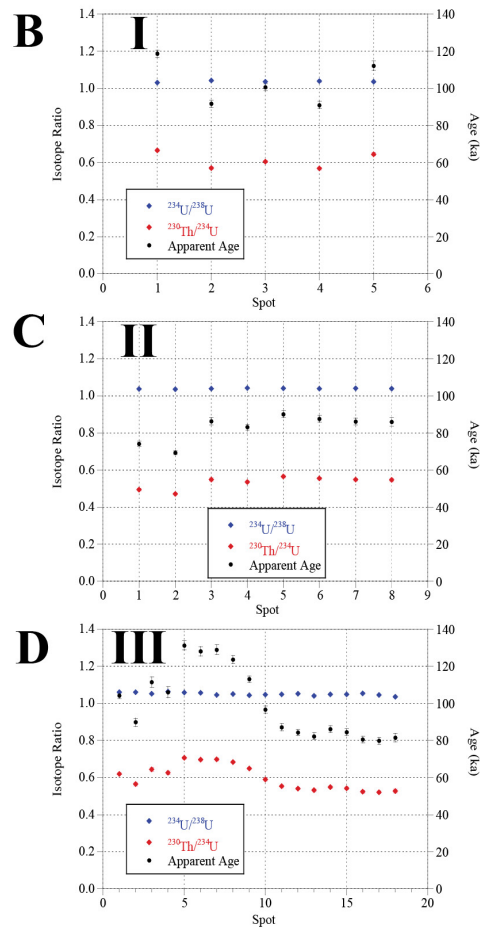 B
I
1.4
1.2
1.0
0.8
0.6
0.4
0.2
0.0
Isotope Ratio
140
120
100
80
60
40
20
0
Age (ka)
²³⁴U/²³⁸U
²³⁰Th/²³⁴U
Apparent Age
0 1 2 3 4 5 6
Spot
C
II
1.4
1.2
1.0
0.8
0.6
0.4
0.2
0.0
Isotope Ratio
140
120
100
80
60
40
20
0
Age (ka)
²³⁴U/²³⁸U
²³⁰Th/²³⁴U
Apparent Age
0 1 2 3 4 5 6 7 8 9
Spot
D
III
1.4
1.2
1.0
0.8
0.6
0.4
0.2
0.0
Isotope Ratio
140
120
100
80
60
40
20
0
Age (ka)
²³⁴U/²³⁸U
²³⁰Th/²³⁴U
Apparent Age
0 5 10 15 20
Spot